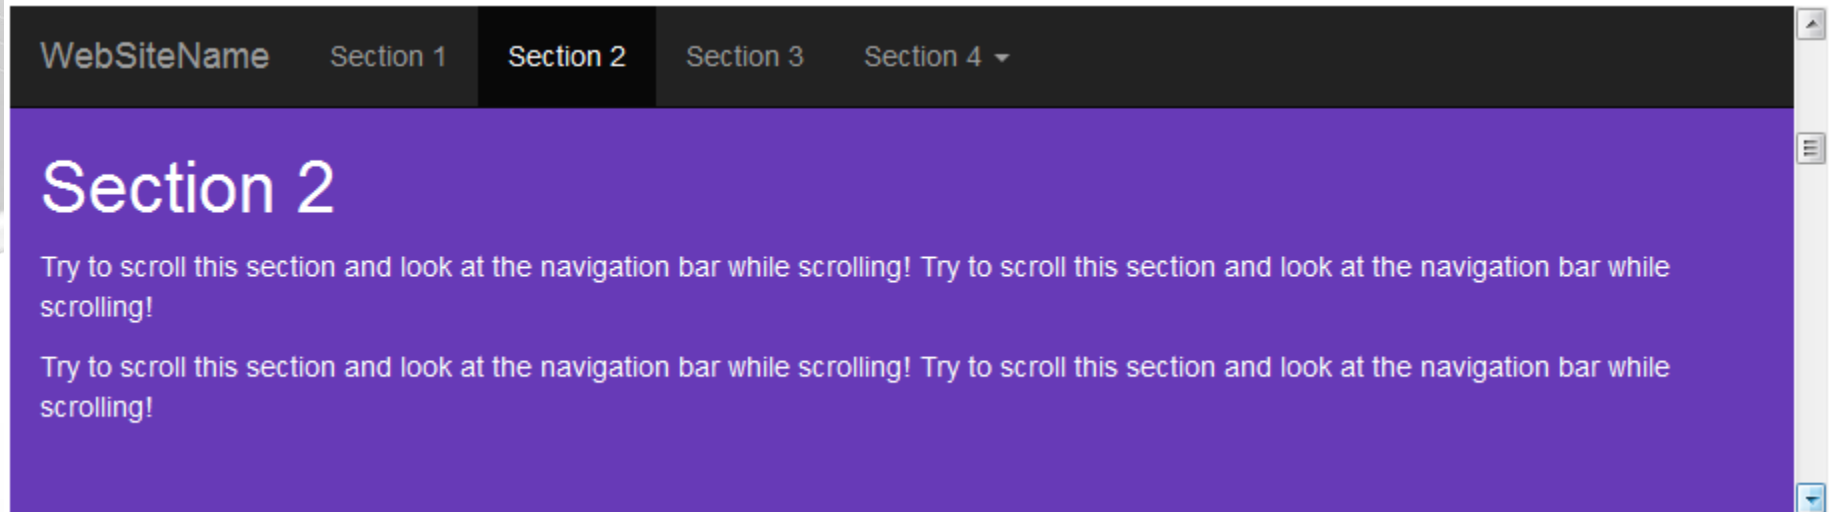 WebSiteName Section 1 Section 2 Section 3 Section 4
Section 2
Try to scroll this section and look at the navigation bar while scrolling! Try to scroll this section and look at the navigation bar while
scrolling!
Try to scroll this section and look at the navigation bar while scrolling! Try to scroll this section and look at the navigation bar while
scrolling!